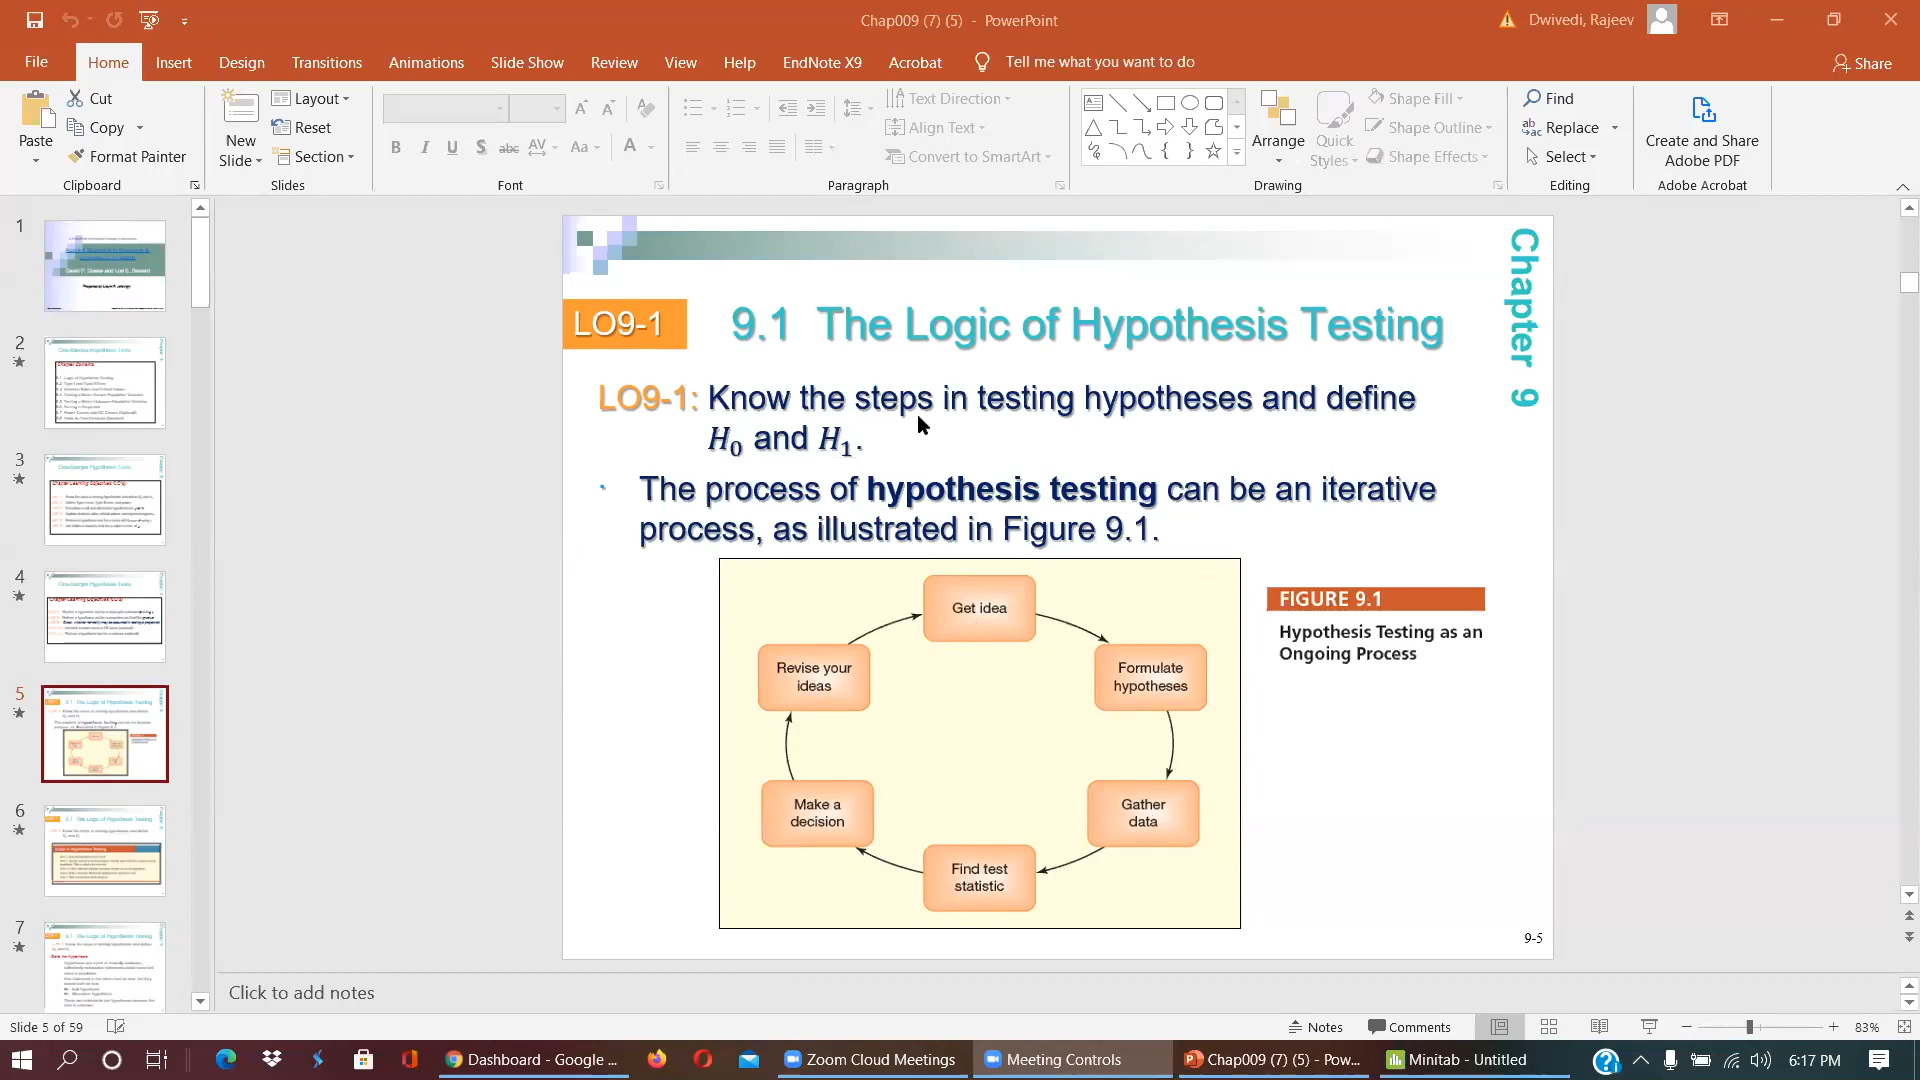 Chap009 (7) (5) - PowerPoint
Dwivedi, Rajeev
File Home Insert Design Transitions Animations Slide Show Review View Help EndNote X9 Acrobat Tell me what you want to do Share
Cut
Copy
Format Painter
Paste
Clipboard
New
Slide
Layout
Reset
Section
Slides
Font
Text Direction
Align Text
Convert to SmartArt
Paragraph
Arrange
Quick
Styles
Shape Fill
Shape Outline
Shape Effects
Drawing
Find
Replace
Select
Editing
Create and Share
Adobe PDF
Adobe Acrobat
1
2
3
4
5
6
7
Chapter 9
LO9-1 9.1 The Logic of Hypothesis Testing
LO9-1: Know the steps in testing hypotheses and define
H0 and H1.
The process of hypothesis testing can be an iterative
process, as illustrated in Figure 9.1.
Get idea
Formulate
hypotheses
Gather
data
Find test
statistic
Make a
decision
Revise your
ideas
FIGURE 9.1
Hypothesis Testing as an
Ongoing Process
9-5
Click to add notes
Slide 5 of 59
Notes Comments 83%
Dashboard - Google ... Zoom Cloud Meetings Meeting Controls Chap009 (7) (5) - Pow... Minitab - Untitled 6:17 PM